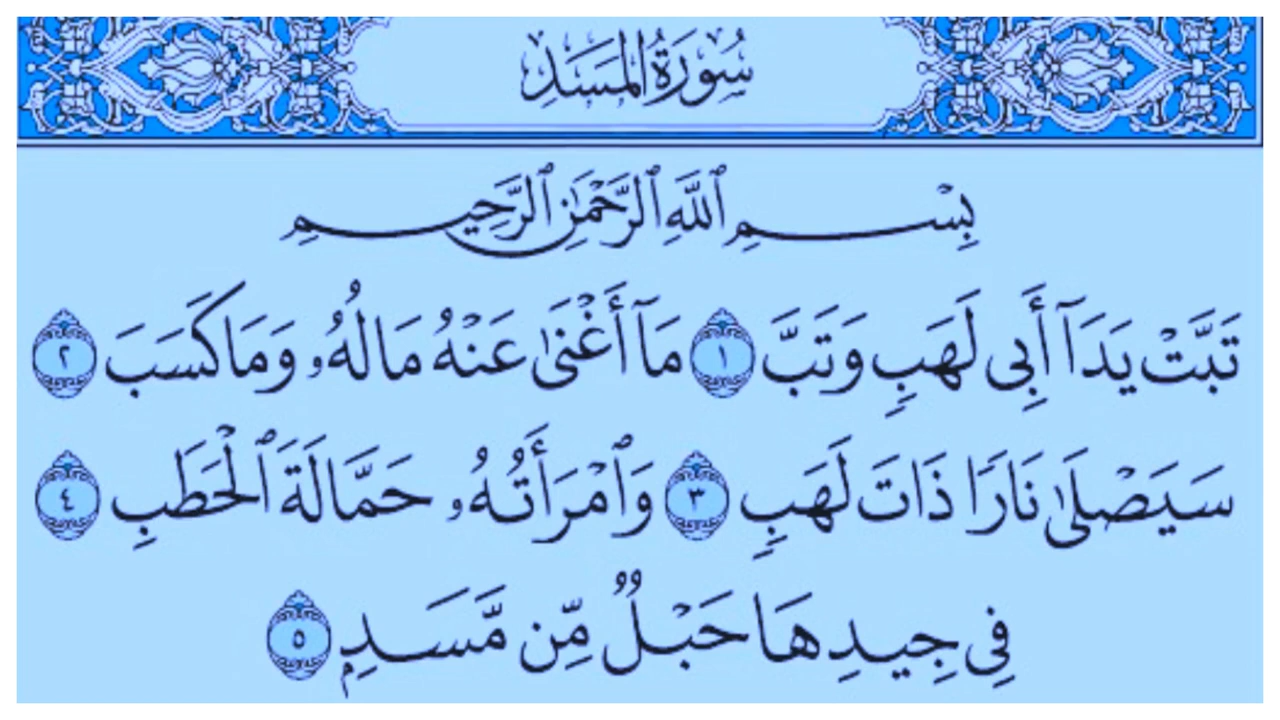 سُورَةُ المَسَدِ
بِسْمِ ٱللَّهِ ٱلرَّحْمَٰنِ ٱلرَّحِيمِ
تَبَّتْ يَدَآ أَبِى لَهَبٍ وَتَبَّ ١ مَآ أَغْنَىٰ عَنْهُ مَالُهُۥ وَمَا كَسَبَ ٢
سَيَصْلَىٰ نَارًا ذَاتَ لَهَبٍ ٣ وَٱمْرَأَتُهُۥ حَمَّالَةَ ٱلْحَطَبِ ٤
فِى جِيدِهَا حَبْلٌ مِّن مَّسَدٍۭ ٥